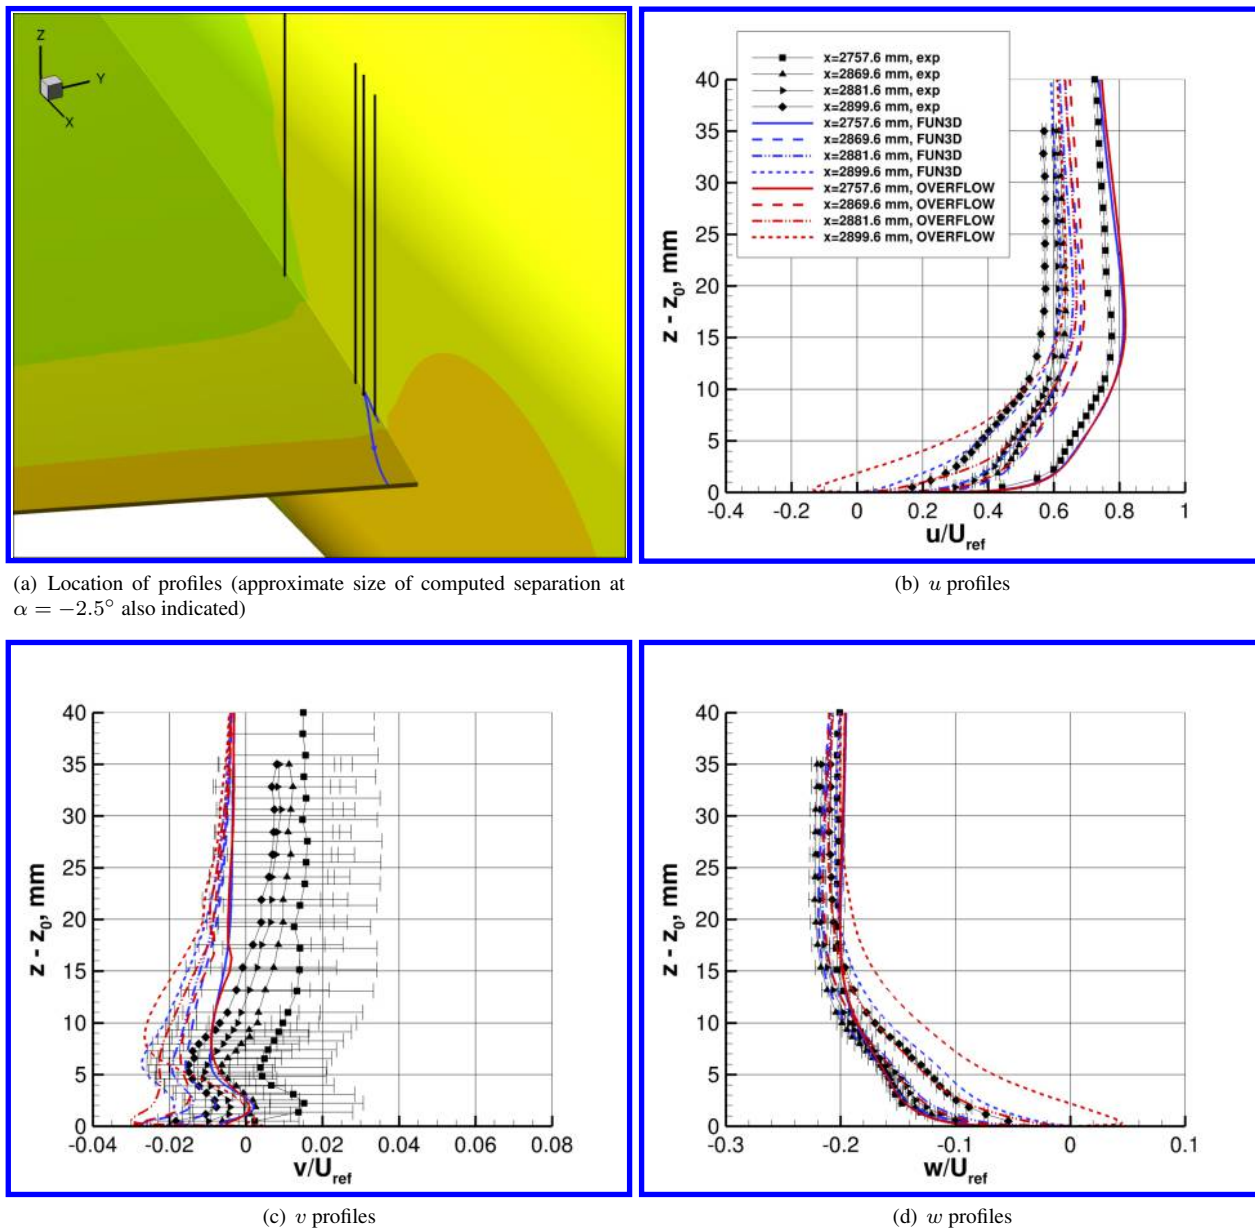 Z
Y
X
(a) Location of profiles (approximate size of computed separation at
α = −2.5° also indicated)
x=2757.6 mm, exp
x=2869.6 mm, exp
x=2881.6 mm, exp
x=2899.6 mm, exp
x=2757.6 mm, FUN3D
x=2869.6 mm, FUN3D
x=2881.6 mm, FUN3D
x=2899.6 mm, FUN3D
x=2757.6 mm, OVERFLOW
x=2869.6 mm, OVERFLOW
x=2881.6 mm, OVERFLOW
x=2899.6 mm, OVERFLOW
40
35
30
25
20
15
10
5
0
z - z₀, mm
-0.4 -0.2 0 0.2 0.4 0.6 0.8 1
u/U_ref
(b) u profiles
40
35
30
25
20
15
10
5
0
z - z₀, mm
-0.04 -0.02 0 0.02 0.04 0.06 0.08
v/U_ref
(c) v profiles
40
35
30
25
20
15
10
5
0
z - z₀, mm
-0.3 -0.2 -0.1 0 0.1
w/U_ref
(d) w profiles